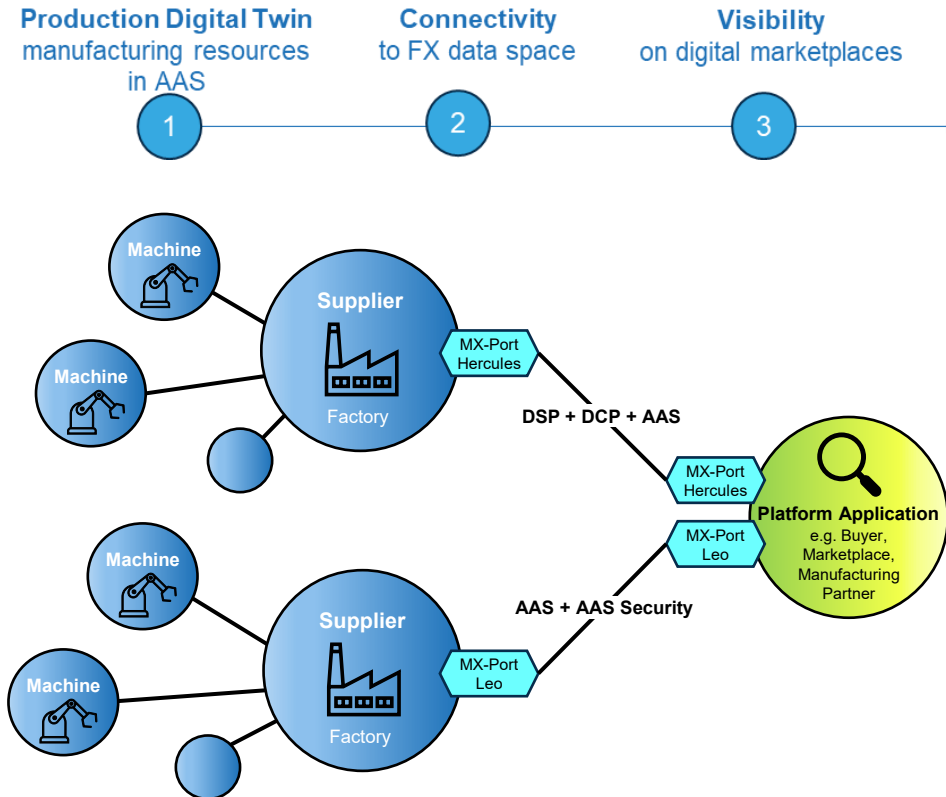 Production Digital Twin
manufacturing resources
in AAS
Connectivity
to FX data space
Visibility
on digital marketplaces
1
2
3
Machine
Supplier
Factory
MX-Port
Hercules
Machine
DSP + DCP + AAS
MX-Port
Hercules
Platform Application
e.g. Buyer,
Marketplace,
Manufacturing
Partner
MX-Port
Leo
Machine
AAS + AAS Security
Supplier
Factory
MX-Port
Leo
Machine